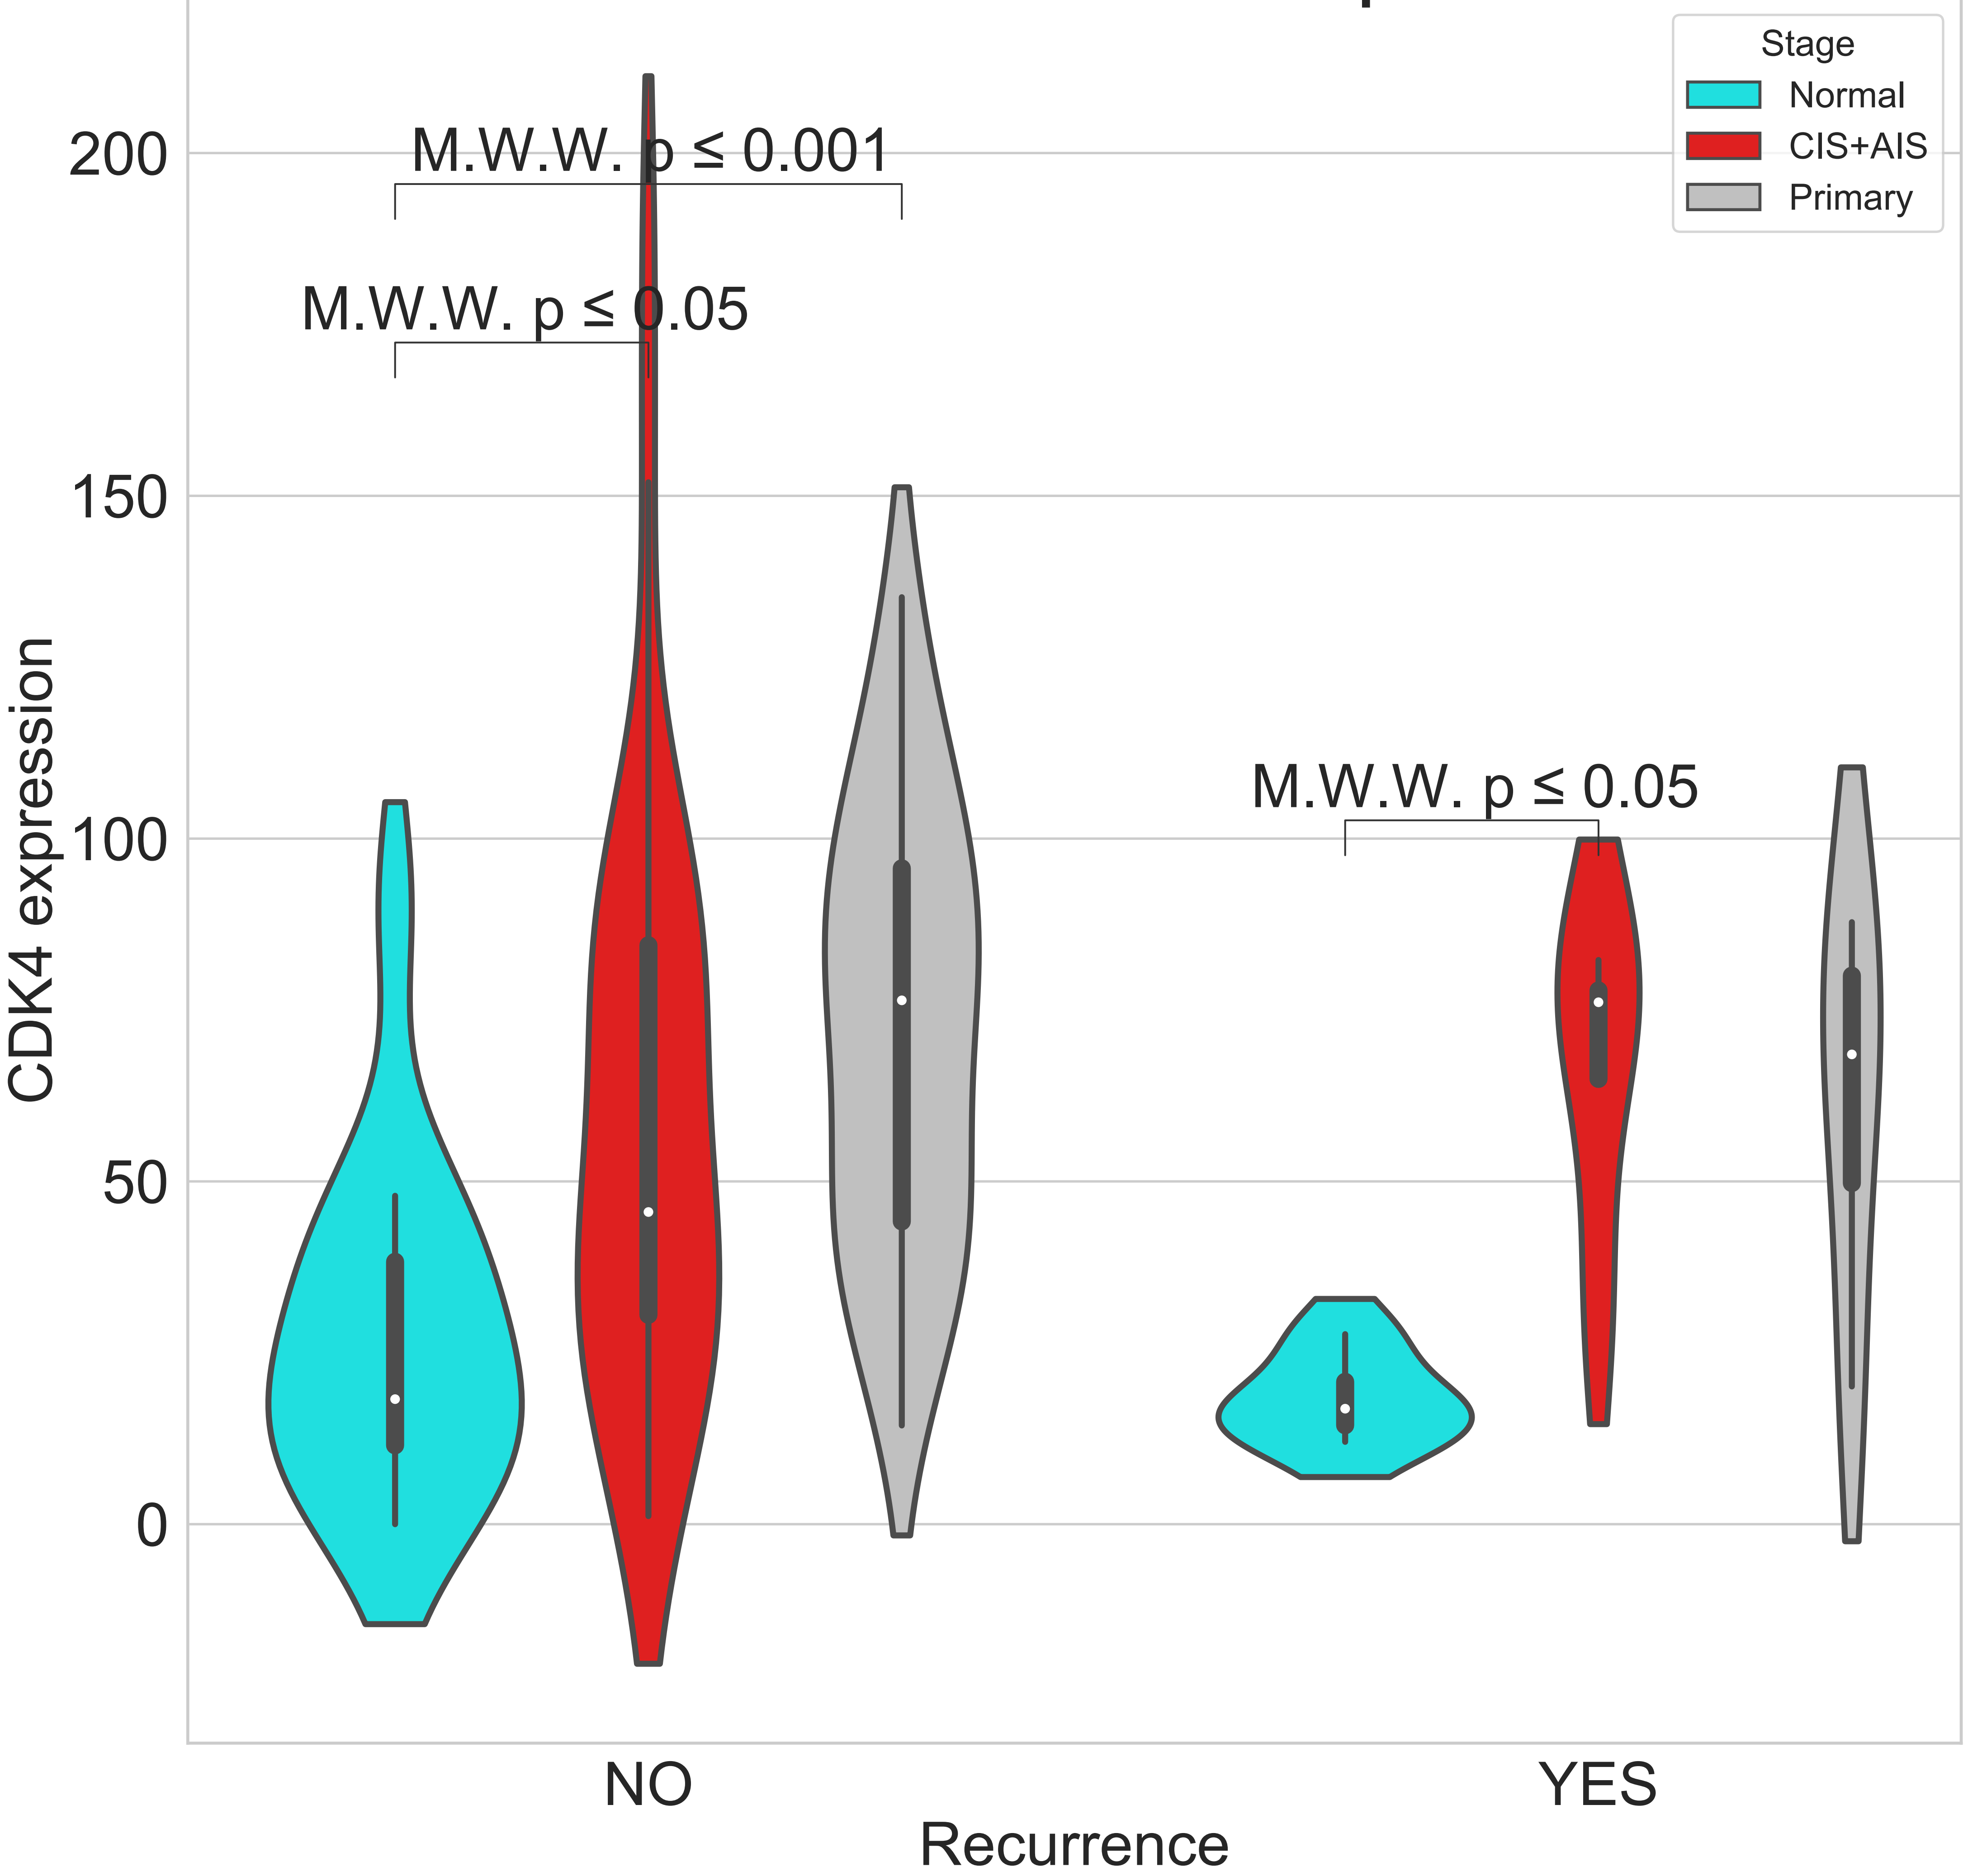 Stage
Normal
CIS+AIS
Primary
200
150
100
50
0
CDK4 expression
M.W.W. p ≤ 0.001
M.W.W. p ≤ 0.05
M.W.W. p ≤ 0.05
NO
YES
Recurrence